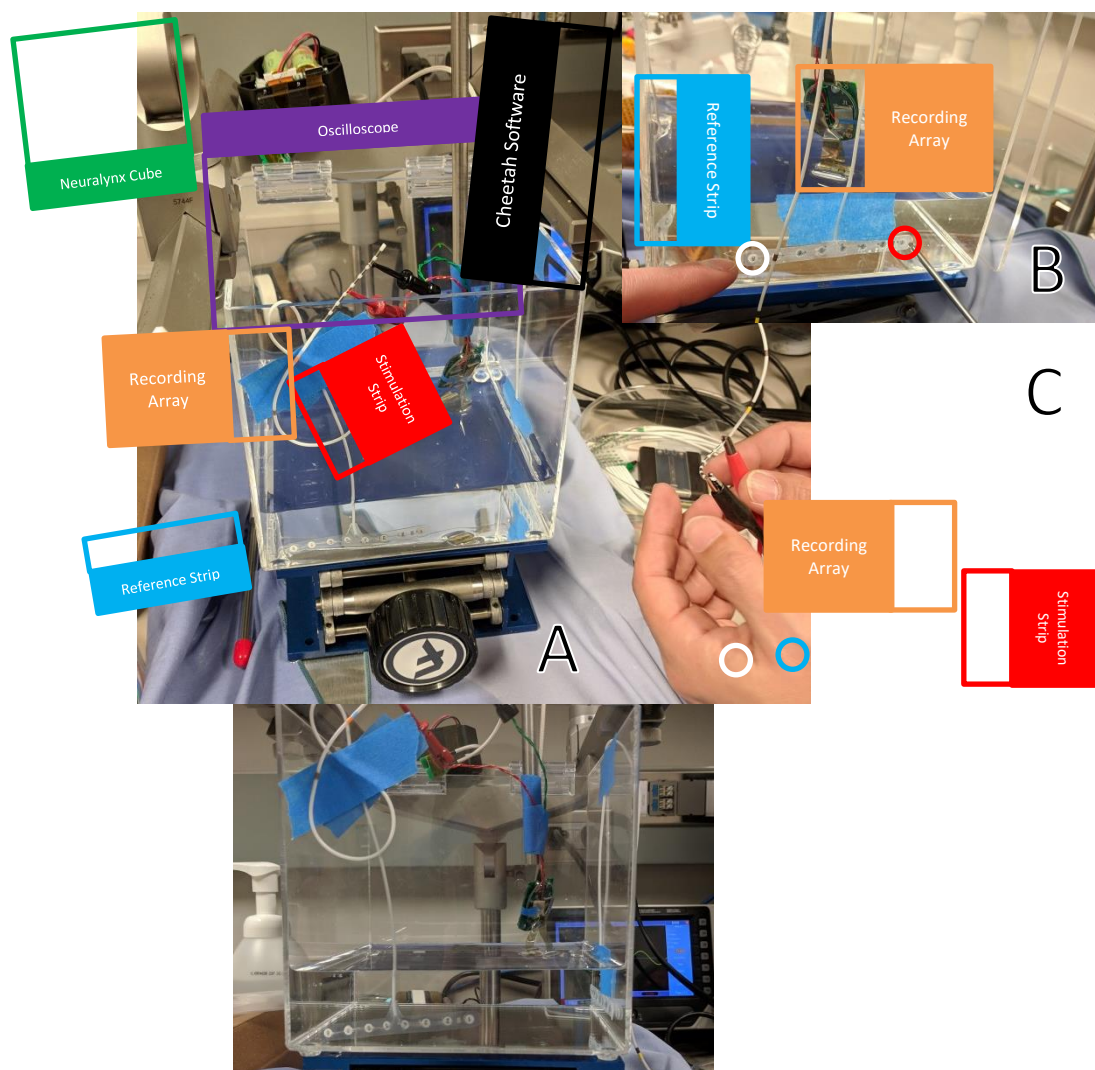 Neuralynx Cube
Oscilloscope
Cheetah Software
Recording
Array
Stimulation
Strip
Reference Strip
A
Reference Strip
Recording
Array
B
C
Recording
Array
Stimulation
Strip